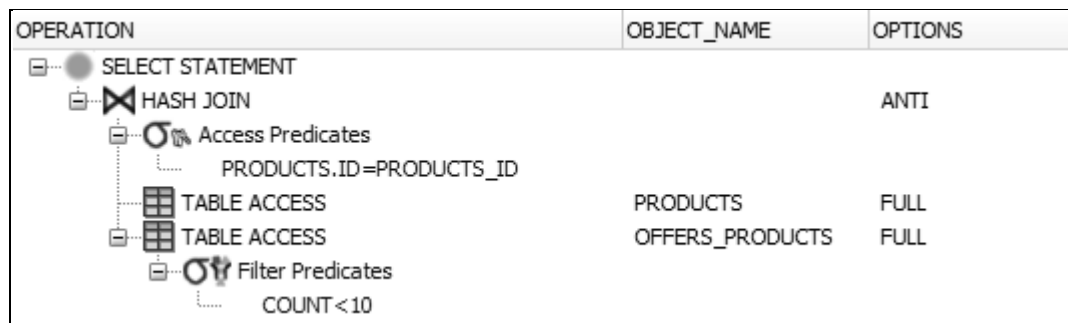 OPERATION OBJECT_NAME OPTIONS
SELECT STATEMENT
HASH JOIN ANTI
Access Predicates
PRODUCTS.ID=PRODUCTS_ID
TABLE ACCESS PRODUCTS FULL
TABLE ACCESS OFFERS_PRODUCTS FULL
Filter Predicates
COUNT<10